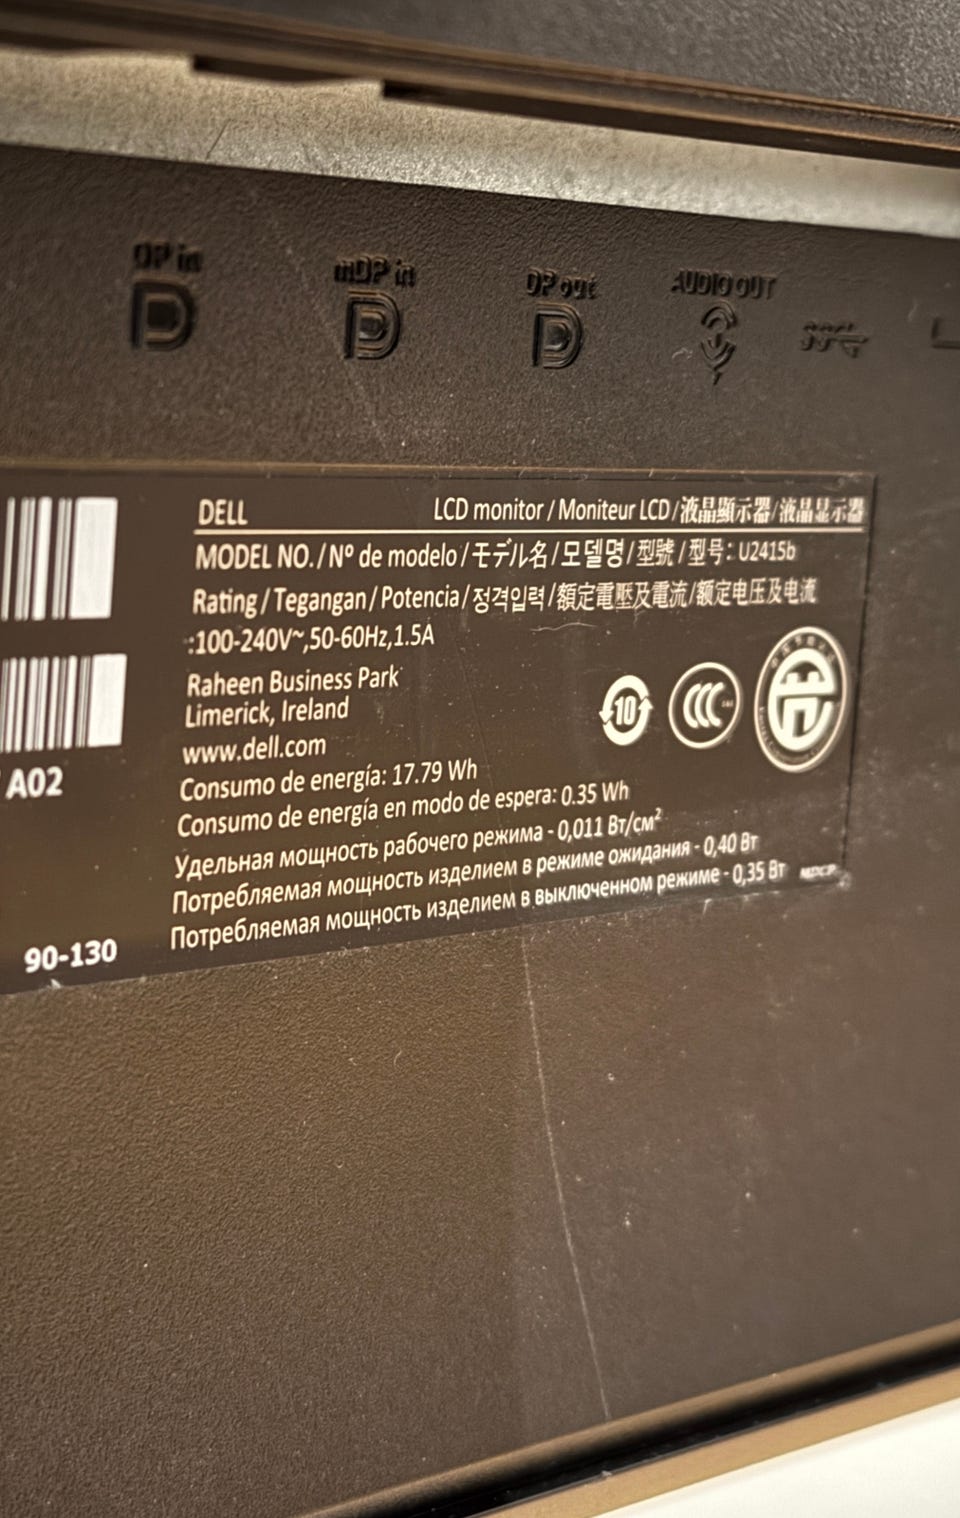 DP in
mDP in
DP out
AUDIO OUT
DELL LCD monitor / Moniteur LCD / 液晶顯示器 / 液晶显示器
MODEL NO. / Nº de modelo / モデル名 / 모델명 / 型號 / 型号: U2415b
Rating / Tegangan / Potencia / 정격입력 / 額定電壓及電流 / 额定电压及电流
:100-240V~,50-60Hz,1.5A
Raheen Business Park
Limerick, Ireland
www.dell.com
Consumo de energía: 17.79 Wh
Consumo de energía en modo de espera: 0.35 Wh
Удельная мощность рабочего режима - 0,011 Вт/см²
Потребляемая мощность изделием в режиме ожидания - 0,40 Вт
Потребляемая мощность изделием в выключенном режиме - 0,35 Вт
10
CCC
A02
90-130